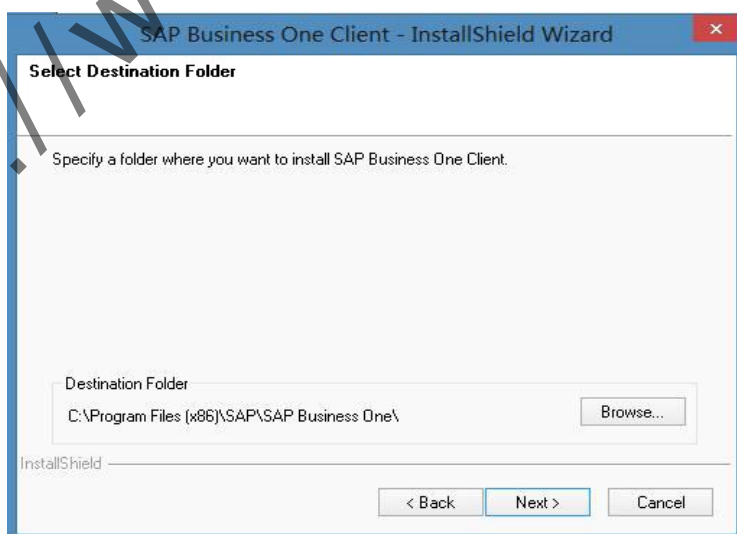 SAP Business One Client - InstallShield Wizard
Select Destination Folder
Specify a folder where you want to install SAP Business One Client.
Destination Folder
C:\Program Files (x86)\SAP\SAP Business One\
Browse...
InstallShield
< Back
Next >
Cancel